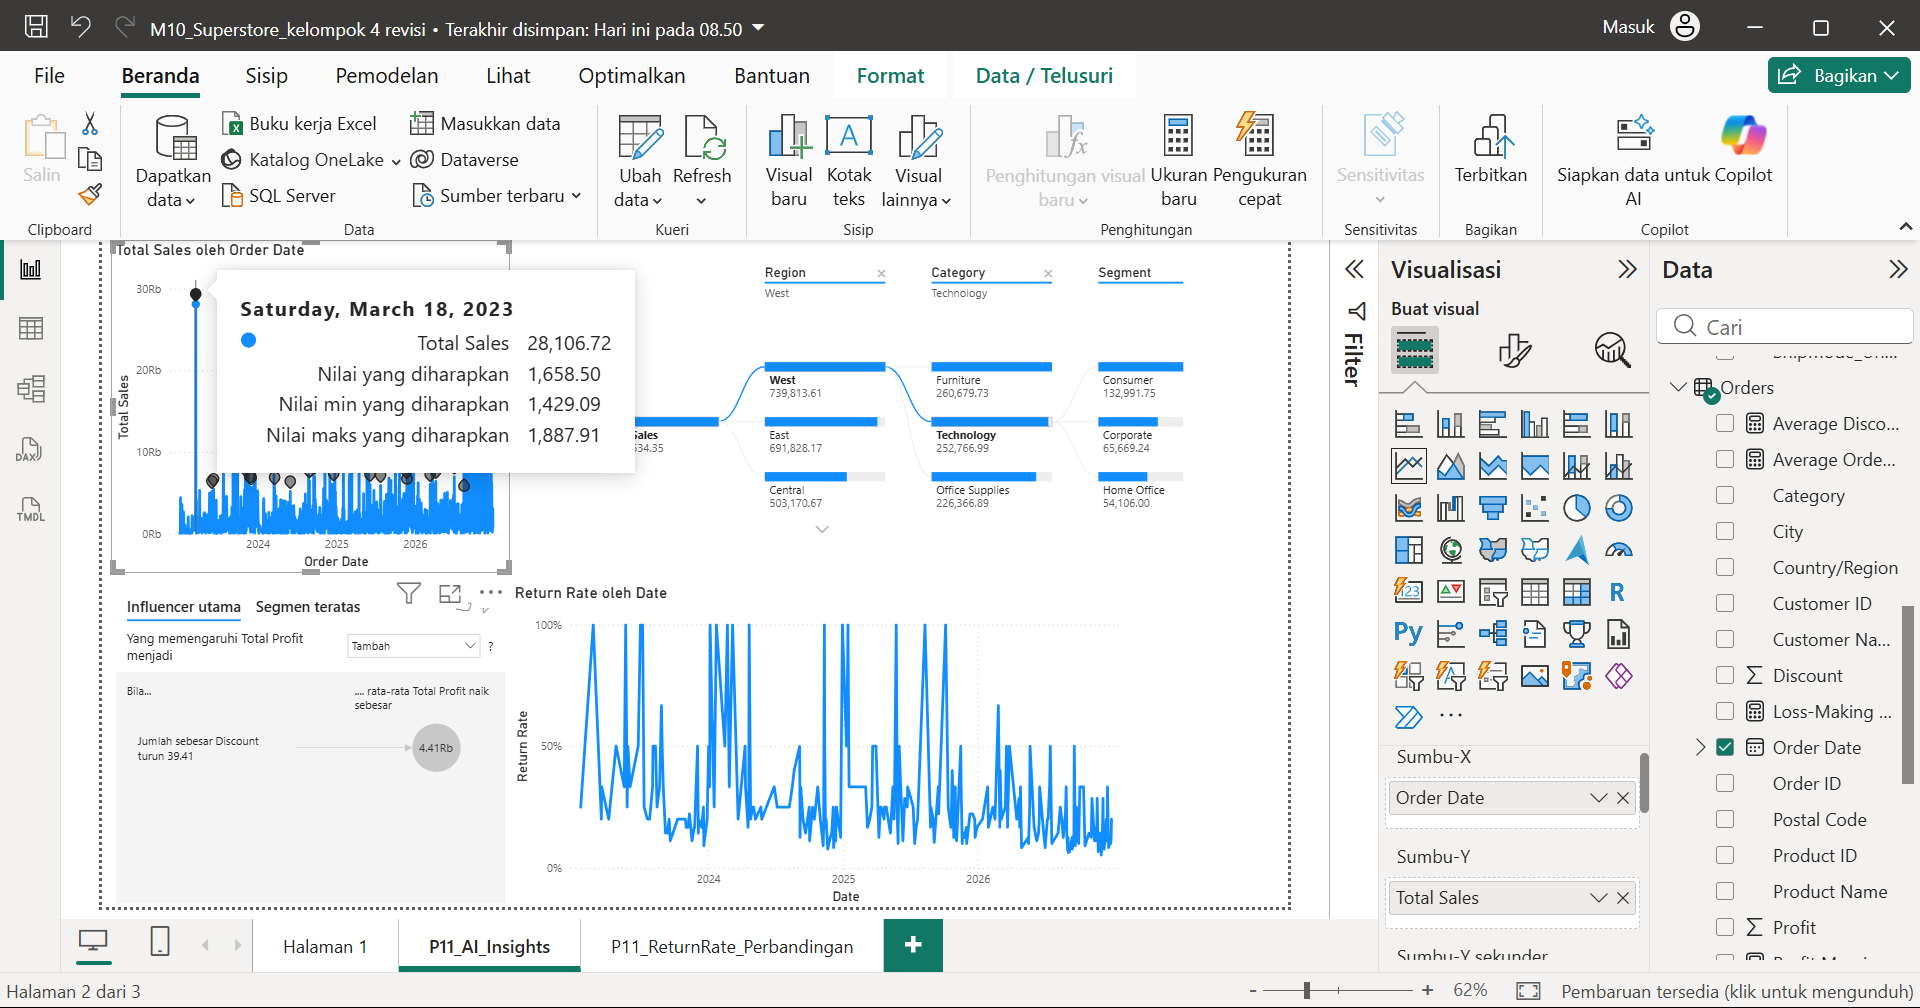 M10_Superstore_kelompok 4 revisi • Terakhir disimpan: Hari ini pada 08.50
Masuk
File
Beranda
Sisip
Pemodelan
Lihat
Optimalkan
Bantuan
Format
Data / Telusuri
Bagikan
Salin
Clipboard
Dapatkan data
Buku kerja Excel
Katalog OneLake
SQL Server
Masukkan data
Dataverse
Sumber terbaru
Data
Ubah data
Refresh
Kueri
Visual baru
Kotak teks
Visual lainnya
Sisip
Penghitungan visual baru
Ukuran baru
Pengukuran cepat
Penghitungan
Sensitivitas
Sensitivitas
Terbitkan
Bagikan
Siapkan data untuk AI
Copilot
Copilot
DAX
TMDL
Total Sales oleh Order Date
30Rb
20Rb
10Rb
0Rb
Total Sales
2024
2025
2026
Order Date
Saturday, March 18, 2023
Total Sales 28,106.72
Nilai yang diharapkan 1,658.50
Nilai min yang diharapkan 1,429.09
Nilai maks yang diharapkan 1,887.91
Region
West
Category
Technology
Segment
Sales
534.35
West
739,813.61
East
691,828.17
Central
503,170.67
Furniture
260,679.73
Technology
252,766.99
Office Supplies
226,366.89
Consumer
132,991.75
Corporate
65,669.24
Home Office
54,106.00
Influencer utama
Segmen teratas
Yang memengaruhi Total Profit
menjadi
Tambah
?
Bila...
.... rata-rata Total Profit naik
sebesar
Jumlah sebesar Discount
turun 39.41
4.41Rb
Return Rate oleh Date
100%
50%
0%
Return Rate
2024
2025
2026
Date
Filter
Visualisasi
Buat visual
123
R
Py
Sumbu-X
Order Date
Sumbu-Y
Total Sales
Sumbu-Y sekunder
Data
Cari
Orders
Average Disco...
Average Orde...
Category
City
Country/Region
Customer ID
Customer Na...
Discount
Loss-Making ...
Order Date
Order ID
Postal Code
Product ID
Product Name
Profit
Halaman 1
P11_AI_Insights
P11_ReturnRate_Perbandingan
+
Halaman 2 dari 3
- + 62%
Pembaruan tersedia (klik untuk mengunduh)